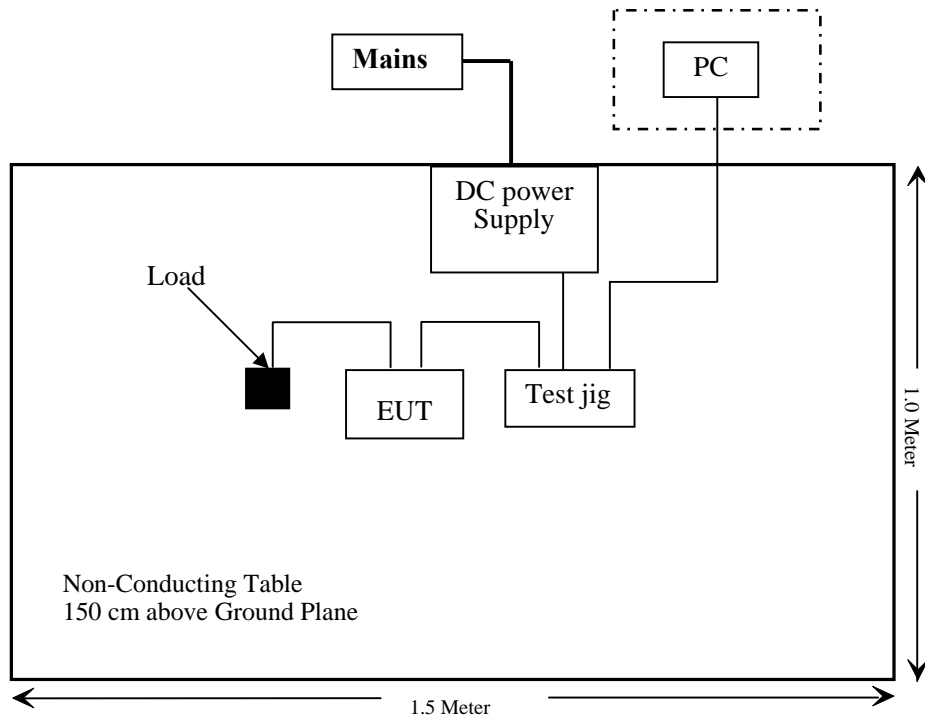 Mains
PC
DC power
Supply
Load
EUT
Test jig
1.0 Meter
Non-Conducting Table
150 cm above Ground Plane
1.5 Meter